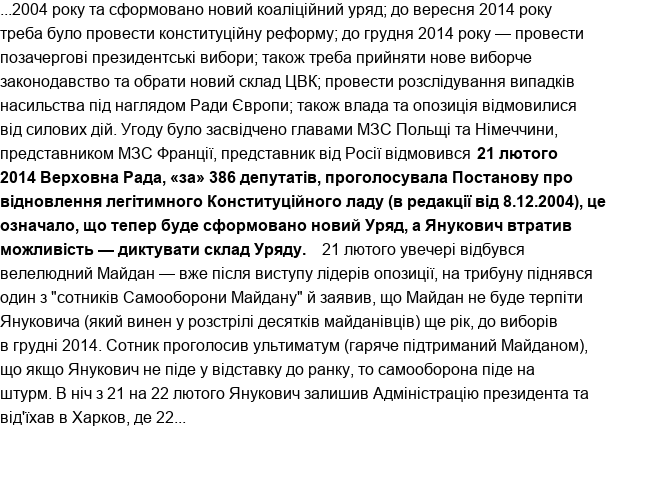 ...2004 року та сформовано новий коаліційний уряд; до вересня 2014 року
треба було провести конституційну реформу; до грудня 2014 року — провести
позачергові президентські вибори; також треба прийняти нове виборче
законодавство та обрати новий склад ЦВК; провести розслідування випадків
насильства під наглядом Ради Європи; також влада та опозиція відмовилися
від силових дій. Угоду було засвідчено главами МЗС Польщі та Німеччини,
представником МЗС Франції, представник від Росії відмовився 21 лютого
2014 Верховна Рада, «за» 386 депутатів, проголосувала Постанову про
відновлення легітимного Конституційного ладу (в редакції від 8.12.2004), це
означало, що тепер буде сформовано новий Уряд, а Янукович втратив
можливість — диктувати склад Уряду. 21 лютого увечері відбувся
велелюдний Майдан — вже після виступу лідерів опозиції, на трибуну піднявся
один з "сотників Самооборони Майдану" й заявив, що Майдан не буде терпіти
Януковича (який винен у розстрілі десятків майданівців) ще рік, до виборів
в грудні 2014. Сотник проголосив ультиматум (гаряче підтриманий Майданом),
що якщо Янукович не піде у відставку до ранку, то самооборона піде на
штурм. В ніч з 21 на 22 лютого Янукович залишив Адміністрацію президента та
від'їхав в Харков, де 22...